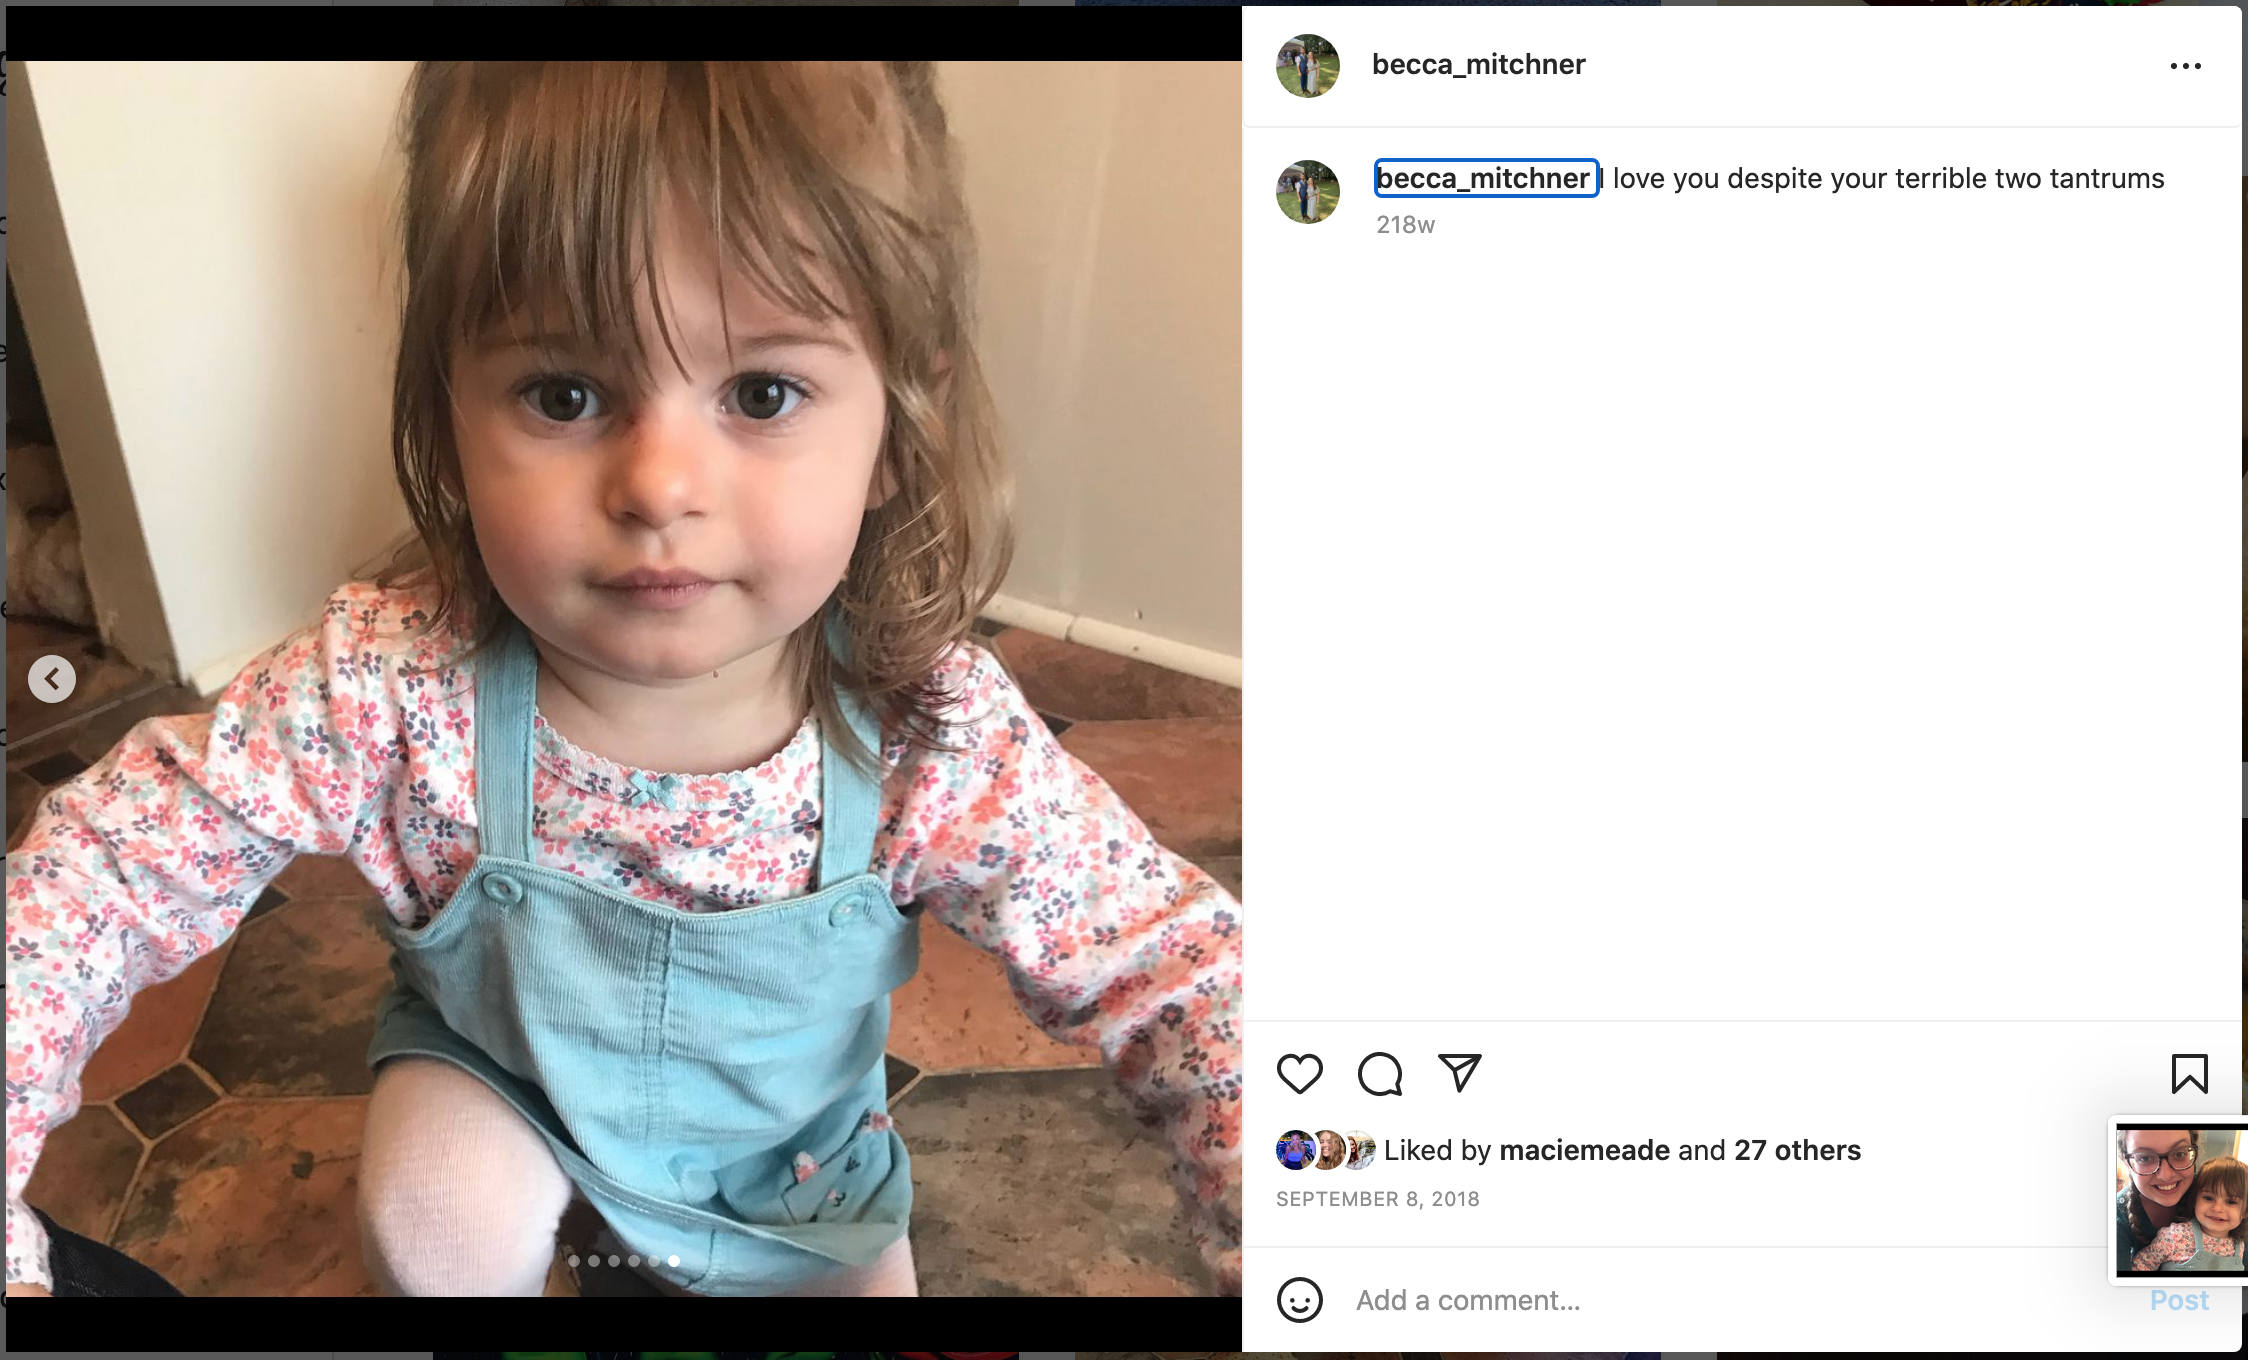 becca_mitchner
becca_mitchner I love you despite your terrible two tantrums
218w
Liked by maciemeade and 27 others
SEPTEMBER 8, 2018
Add a comment...
Post